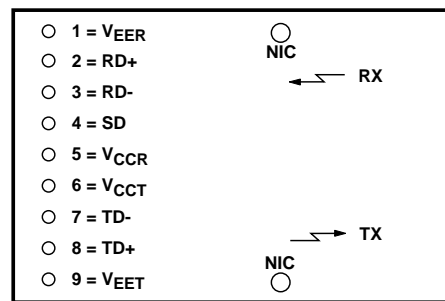 1 = VEER
NIC
2 = RD+
RX
3 = RD-
4 = SD
5 = VCCR
6 = VCCT
7 = TD-
TX
8 = TD+
NIC
9 = VEET